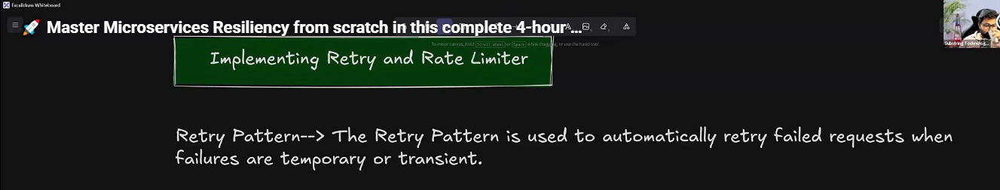 Excalidraw Whiteboard
🚀 Master Microservices Resiliency from scratch in this complete 4-hour ...
To move canvas, hold Scroll wheel or Space while dragging, or use the hand tool
Implementing Retry and Rate Limiter
Substring Technolog...
Retry Pattern--> The Retry Pattern is used to automatically retry failed requests when
failures are temporary or transient.